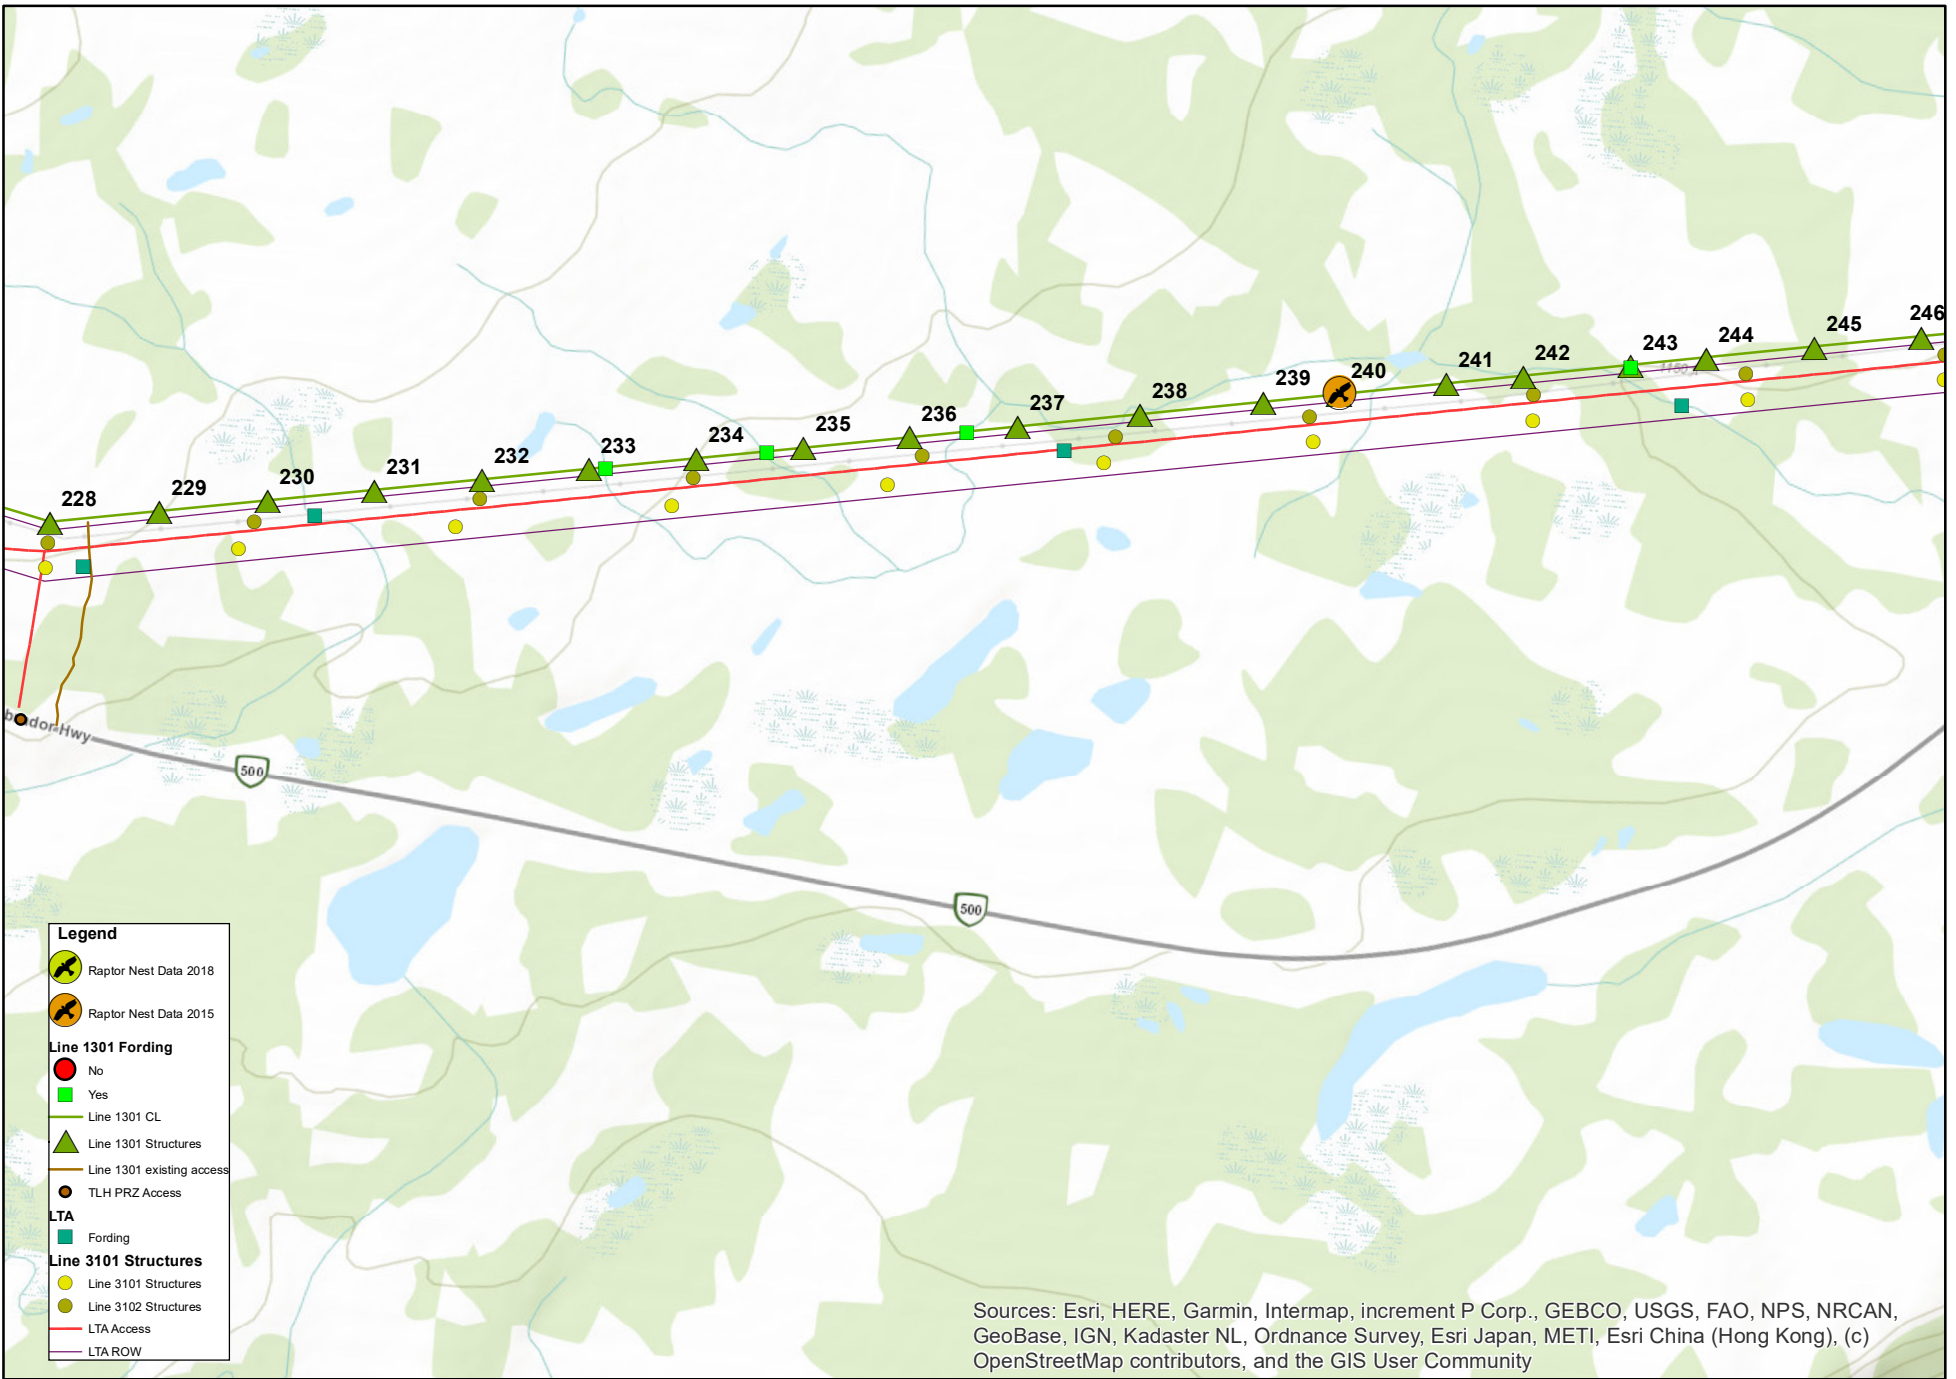 246
245
244
243
242
241
240
239
238
237
236
235
234
233
232
231
230
229
228
dor Hwy
500
500
Legend
Raptor Nest Data 2018
Raptor Nest Data 2015
Line 1301 Fording
No
Yes
Line 1301 CL
Line 1301 Structures
Line 1301 existing access
TLH PRZ Access
LTA
Fording
Line 3101 Structures
Line 3101 Structures
Line 3102 Structures
LTA Access
LTA ROW
Sources: Esri, HERE, Garmin, Intermap, increment P Corp., GEBCO, USGS, FAO, NPS, NRCAN,
GeoBase, IGN, Kadaster NL, Ordnance Survey, Esri Japan, METI, Esri China (Hong Kong), (c)
OpenStreetMap contributors, and the GIS User Community